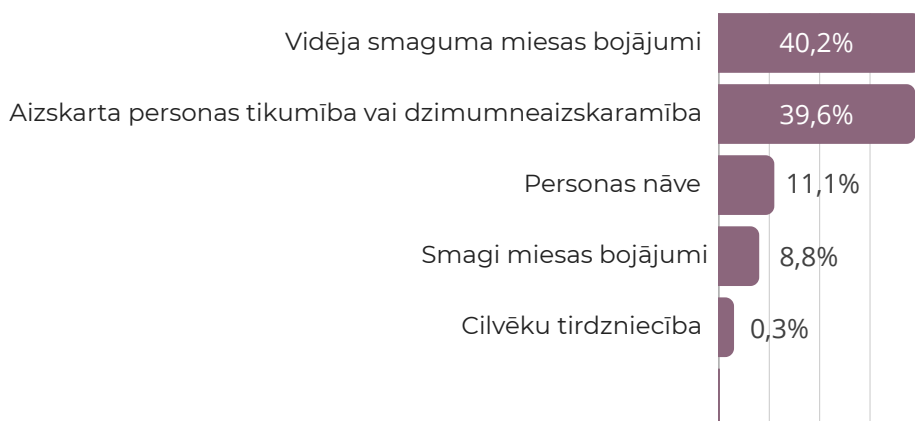 Vidēja smaguma miesas bojājumi 40,2%
Aizskarta personas tikumība vai dzimumneaizskaramība 39,6%
Personas nāve 11,1%
Smagi miesas bojājumi 8,8%
Cilvēku tirdzniecība 0,3%